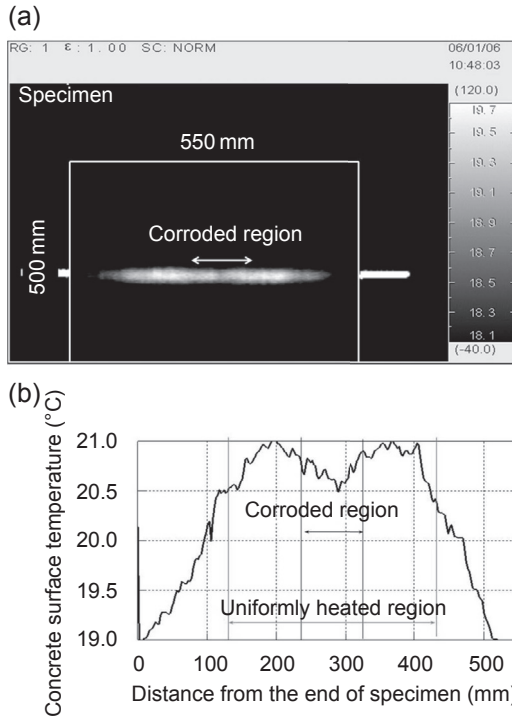 (a)
RG: 1 ε: 1.00 SC: NORM 06/01/06
10:48:03
(120.0)
Specimen
550 mm
500 mm
Corroded region
19.7
19.5
19.3
19.1
18.9
18.7
18.5
18.3
18.1
(-40.0)
(b)
Concrete surface temperature (°C)
21.0
20.5
20.0
19.5
19.0
Corroded region
Uniformly heated region
0 100 200 300 400 500
Distance from the end of specimen (mm)